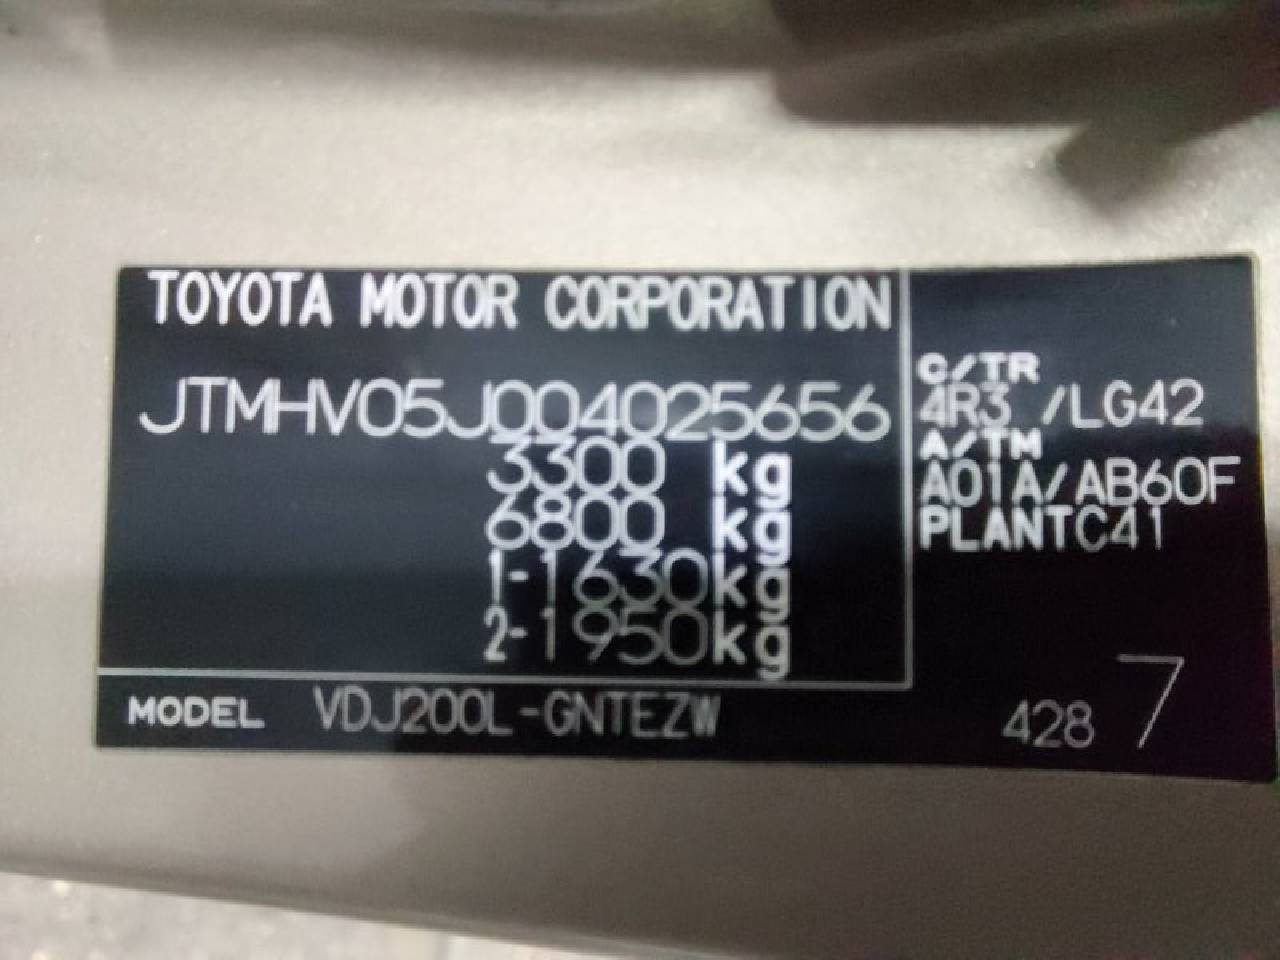 TOYOTA MOTOR CORPORATION
JTMHV05J004025656
3300 kg
6800 kg
1-1630kg
2-1950kg
C/TR
4R3 /LG42
A/TM
A01A/AB60F
PLANTC41
MODEL VDJ200L-GNTEZW
428 7